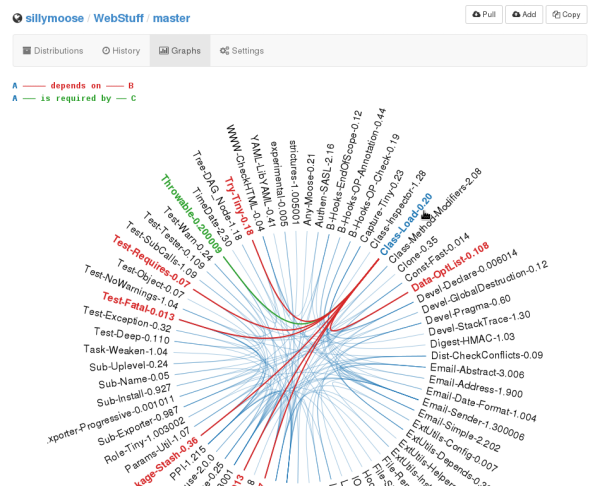 sillymoose / WebStuff / master
Pull
Add
Copy
Distributions
History
Graphs
Settings
A —— depends on —— B
A —— is required by —— C
Throwable-0.200009
Tree-DAG_Node-1.18
TimeDate-2.30
Try-Tiny-0.18
WWW-CheckHTML-0.04
YAML-LibYAML-0.41
experimental-0.005
strictures-1.005001
Any-Moose-0.21
Authen-SASL-2.16
B-Hooks-EndOfScope-0.12
B-Hooks-OP-Annotation-0.44
B-Hooks-OP-Check-0.19
Capture-Tiny-0.23
Class-Inspector-1.28
Class-Load-0.20
Class-Method-Modifiers-2.08
Clone-0.35
Const-Fast-0.014
Data-OptList-0.108
Devel-Declare-0.006014
Devel-GlobalDestruction-0.12
Devel-Pragma-0.60
Devel-StackTrace-1.30
Digest-HMAC-1.03
Dist-CheckConflicts-0.09
Email-Abstract-3.006
Email-Address-1.900
Email-Date-Format-1.004
Email-Sender-1.300006
Email-Simple-2.202
ExtUtils-Config-0.007
ExtUtils-Depends-0.3
ExtUtils-Helpers
ExtUtils-Ins
File-Re
File-S
Test-Warn-0.24
Test-Tester-0.109
Test-SubCalls-1.09
Test-Requires-0.07
Test-Object-0.07
Test-NoWarnings-1.04
Test-Fatal-0.013
Test-Exception-0.32
Test-Deep-0.110
Task-Weaken-1.04
Sub-Uplevel-0.24
Sub-Name-0.05
Sub-Install-0.927
xporter-Progressive-0.001011
Sub-Exporter-0.987
Role-Tiny-1.003002
Params-Util-1.07
kage-Stash-0.36
PPI-1.215
use-2.0.0